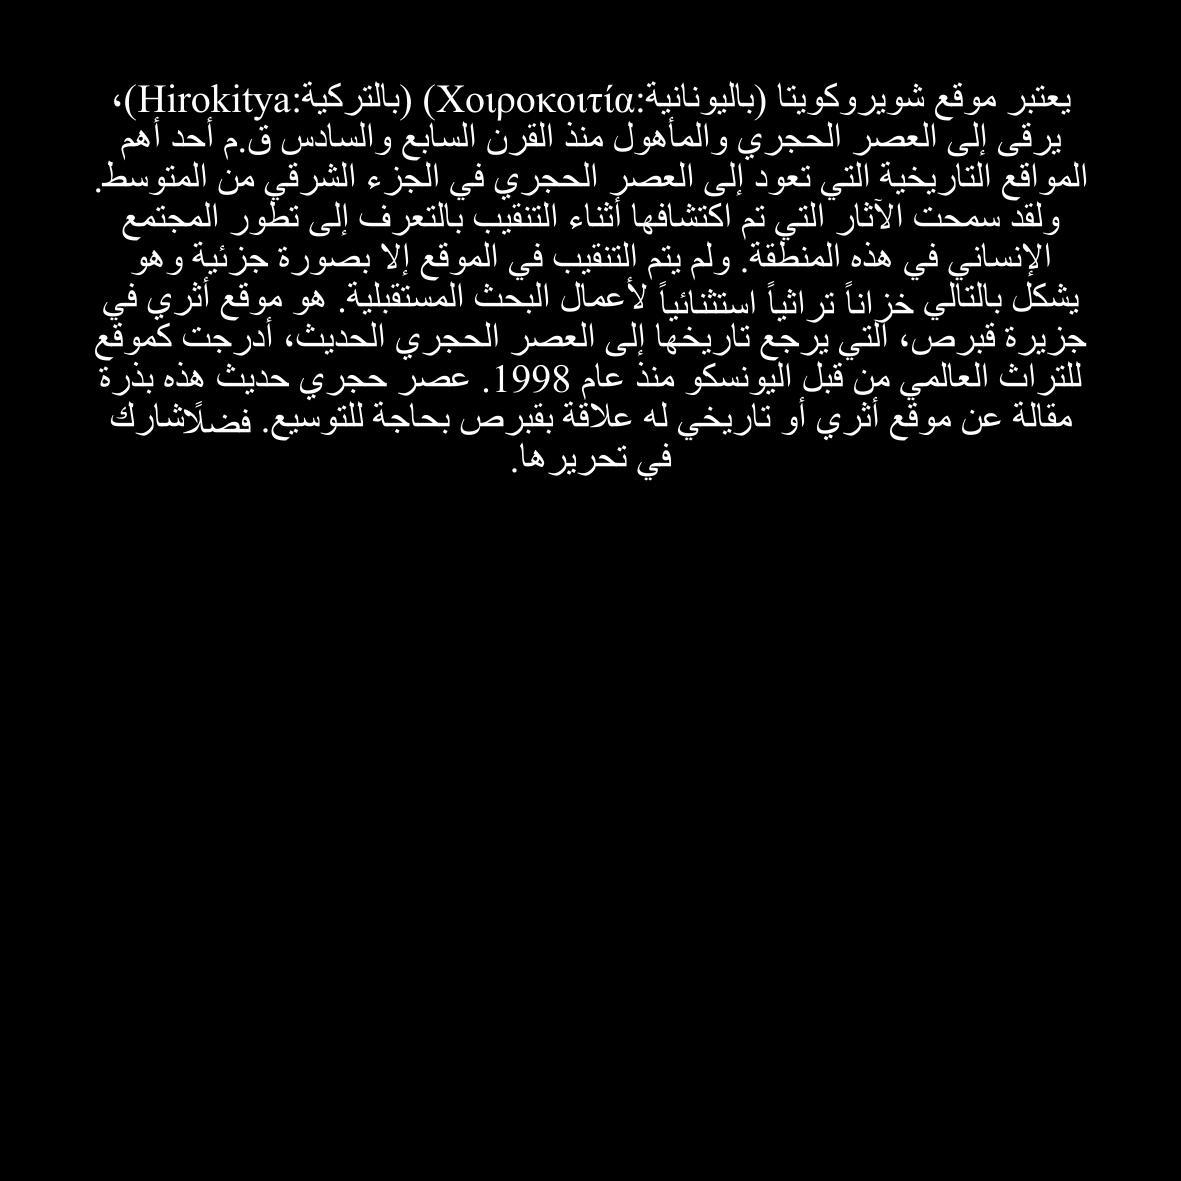 يعتبر موقع شويروكويتا (باليونانية:Χοιροκοιτία) (بالتركية:Hirokitya)،
يرقى إلى العصر الحجري والمأهول منذ القرن السابع والسادس ق.م أحد أهم
المواقع التاريخية التي تعود إلى العصر الحجري في الجزء الشرقي من المتوسط.
ولقد سمحت الآثار التي تم اكتشافها أثناء التنقيب بالتعرف إلى تطور المجتمع
الإنساني في هذه المنطقة. ولم يتم التنقيب في الموقع إلا بصورة جزئية وهو
يشكل بالتالي خزاناً تراثياً استثنائياً لأعمال البحث المستقبلية. هو موقع أثري في
جزيرة قبرص، التي يرجع تاريخها إلى العصر الحجري الحديث، أدرجت كموقع
للتراث العالمي من قبل اليونسكو منذ عام 1998. عصر حجري حديث هذه بذرة
مقالة عن موقع أثري أو تاريخي له علاقة بقبرص بحاجة للتوسيع. فضلًاشارك
في تحريرها.